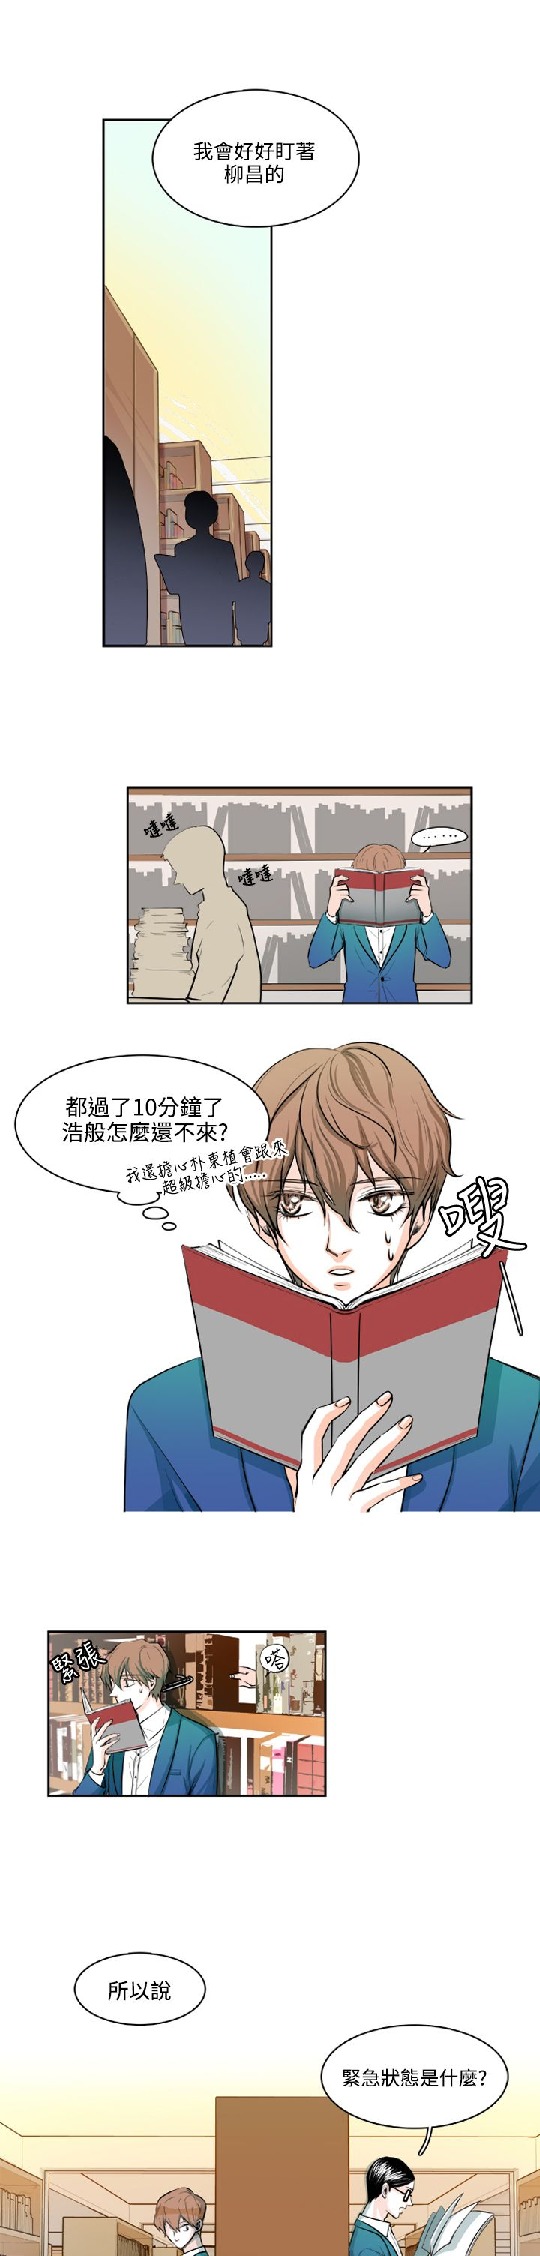 我會好好盯著
柳昌的
噠噠
噠噠
......
都過了10分鐘了
浩般怎麼還不來?
我還擔心朴東植會跟來
超級擔心的.....
嗖
緊張
嗒
所以說
緊急狀態是什麼?